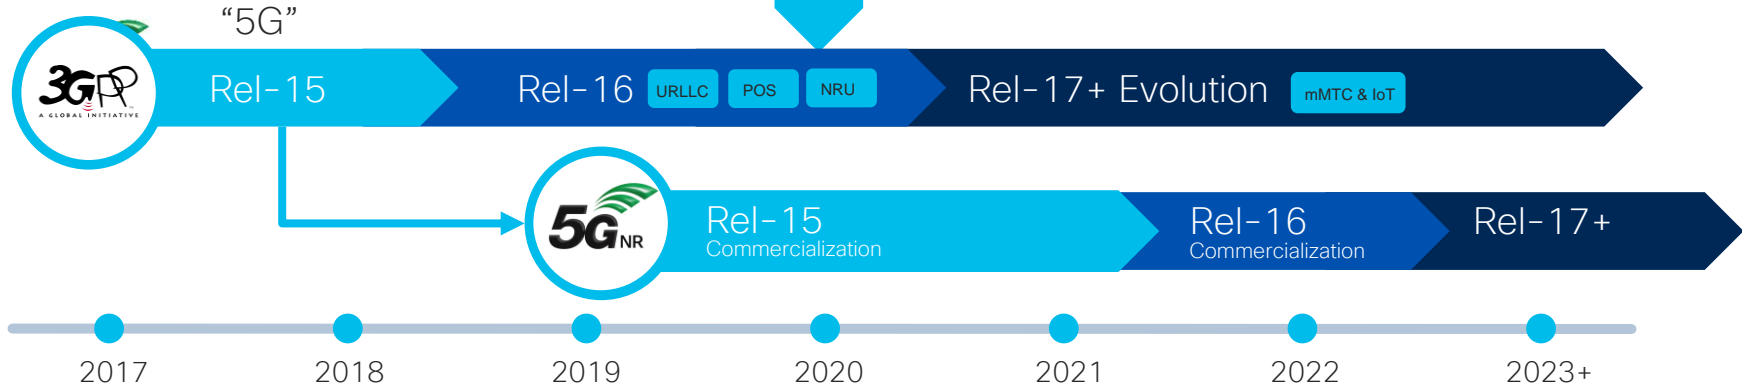 “5G”
3GPP
A GLOBAL INITIATIVE
Rel-15
Rel-16
URLLC
POS
NRU
Rel-17+ Evolution
mMTC & IoT
5G NR
Rel-15
Commercialization
Rel-16
Commercialization
Rel-17+
2017
2018
2019
2020
2021
2022
2023+